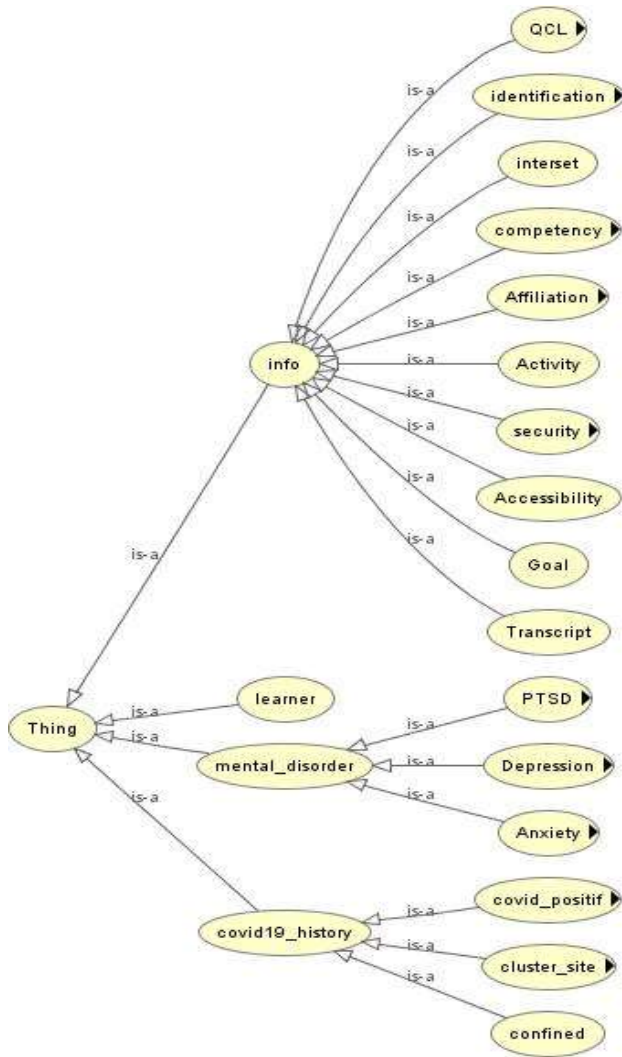 QCL
is-a
identification
is-a
interset
is-a
competency
is-a
Affiliation
is-a
info
is-a
Activity
is-a
security
is-a
Accessibility
is-a
Goal
is-a
Transcript
is-a
learner
is-a
Thing
is-a
mental_disorder
PTSD
is-a
is-a
Depression
is-a
Anxiety
is-a
covid19_history
covid_positif
is-a
is-a
cluster_site
is-a
confined